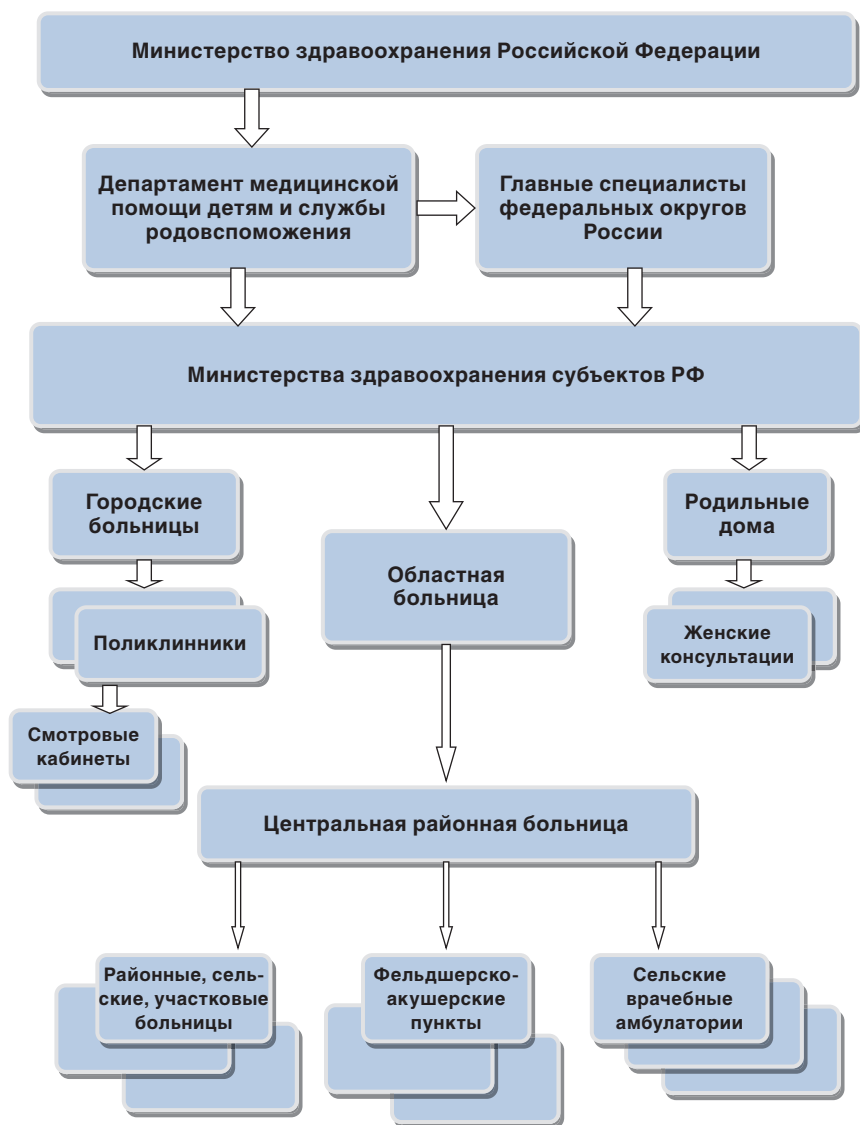 Министерство здравоохранения Российской Федерации
Департамент медицинской
помощи детям и службы
родовспоможения
Главные специалисты
федеральных округов
России
Министерства здравоохранения субъектов РФ
Городские
больницы
Областная
больница
Родильные
дома
Поликлинники
Женские
консультации
Смотровые
кабинеты
Центральная районная больница
Районные, сель-
ские, участковые
больницы
Фельдшерско-
акушерские
пункты
Сельские
врачебные
амбулатории